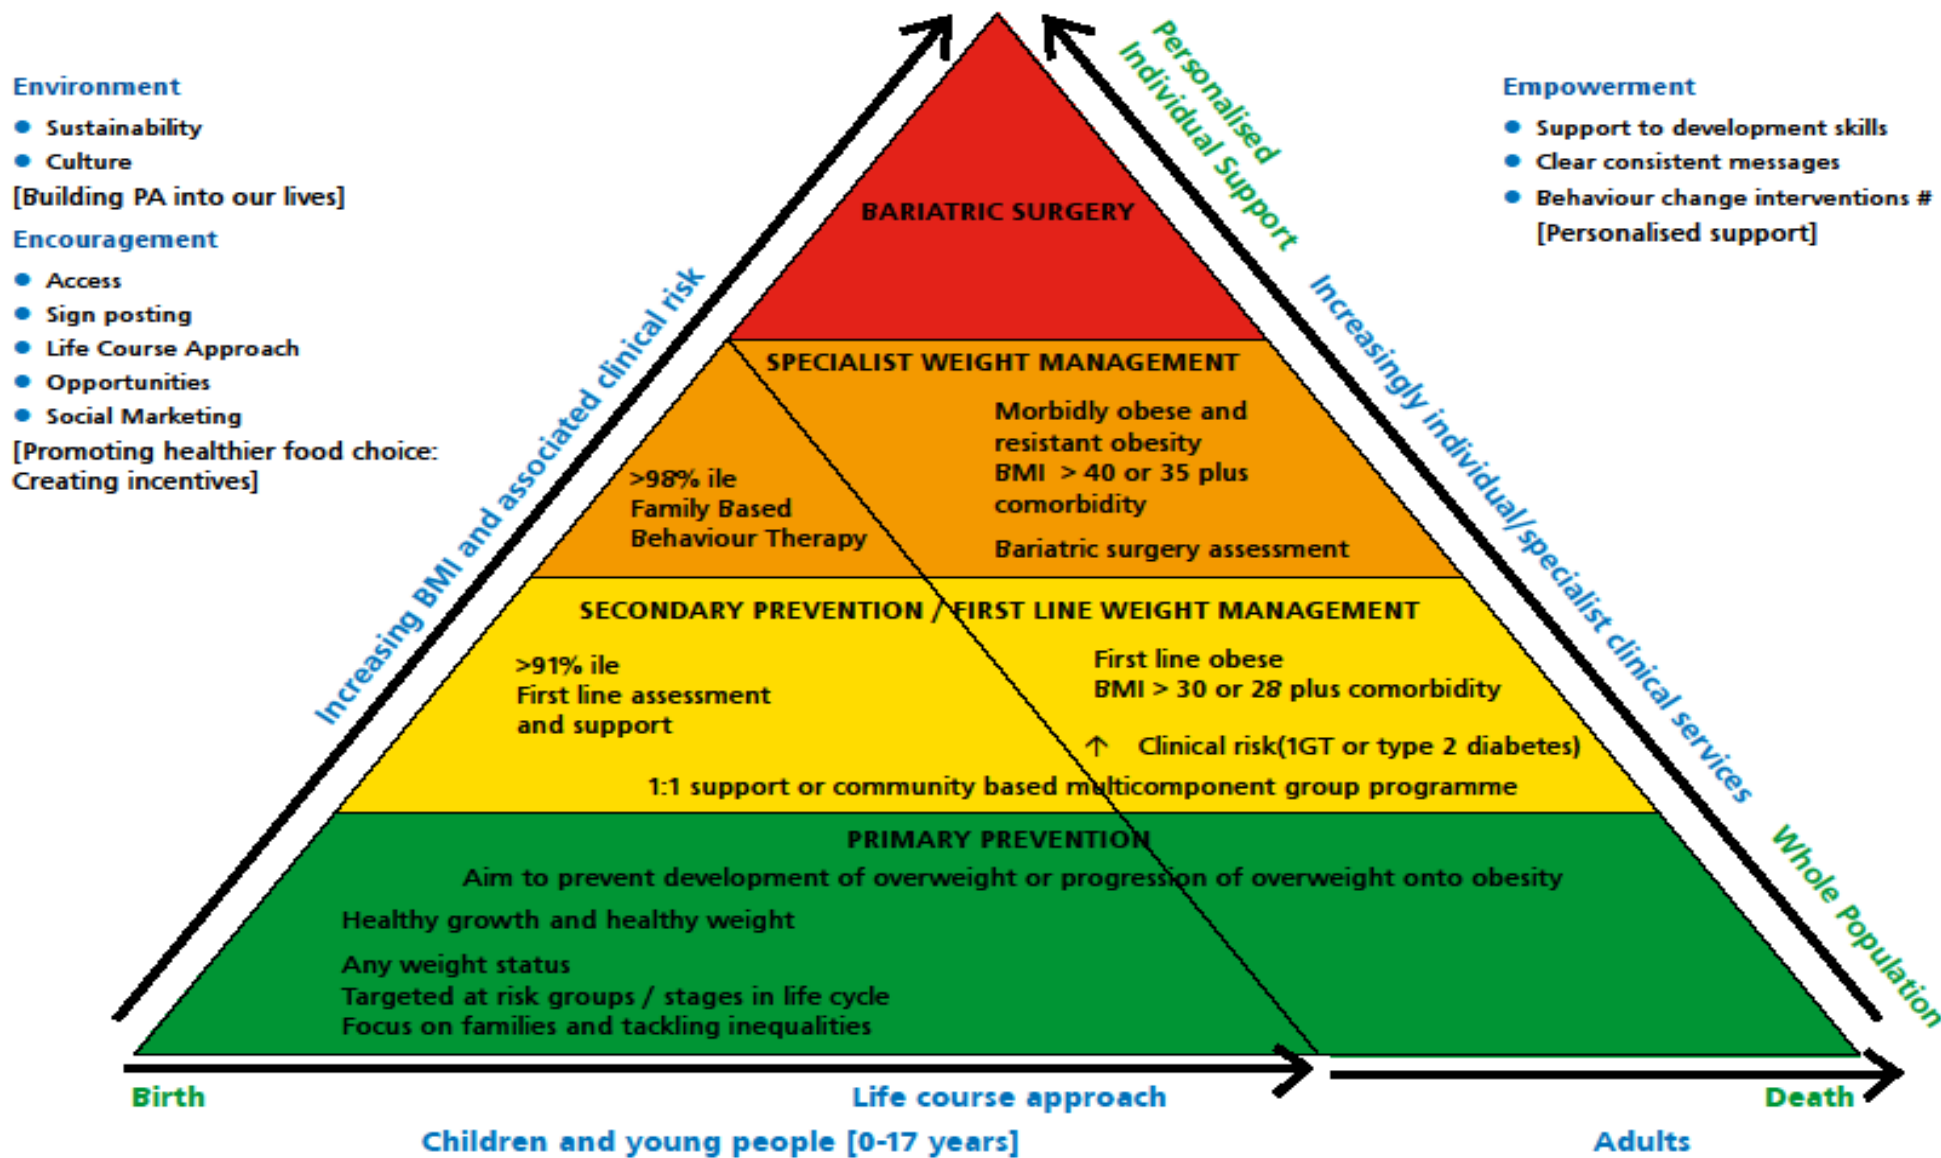 Environment
Sustainability
Culture
[Building PA into our lives]
Encouragement
Access
Sign posting
Life Course Approach
Opportunities
Social Marketing
[Promoting healthier food choice:
Creating incentives]
Increasing BMI and associated clinical risk
BARIATRIC SURGERY
SPECIALIST WEIGHT MANAGEMENT
>98% ile
Family Based
Behaviour Therapy
Morbidly obese and
resistant obesity
BMI > 40 or 35 plus
comorbidity
Bariatric surgery assessment
SECONDARY PREVENTION / FIRST LINE WEIGHT MANAGEMENT
>91% ile
First line assessment
and support
First line obese
BMI > 30 or 28 plus comorbidity
↑ Clinical risk(1GT or type 2 diabetes)
1:1 support or community based multicomponent group programme
PRIMARY PREVENTION
Aim to prevent development of overweight or progression of overweight onto obesity
Healthy growth and healthy weight
Any weight status
Targeted at risk groups / stages in life cycle
Focus on families and tackling inequalities
Personalised
Individual Support
Increasingly individual/specialist clinical services
Whole Population
Empowerment
Support to development skills
Clear consistent messages
Behaviour change interventions #
[Personalised support]
Birth
Life course approach
Death
Children and young people [0-17 years]
Adults